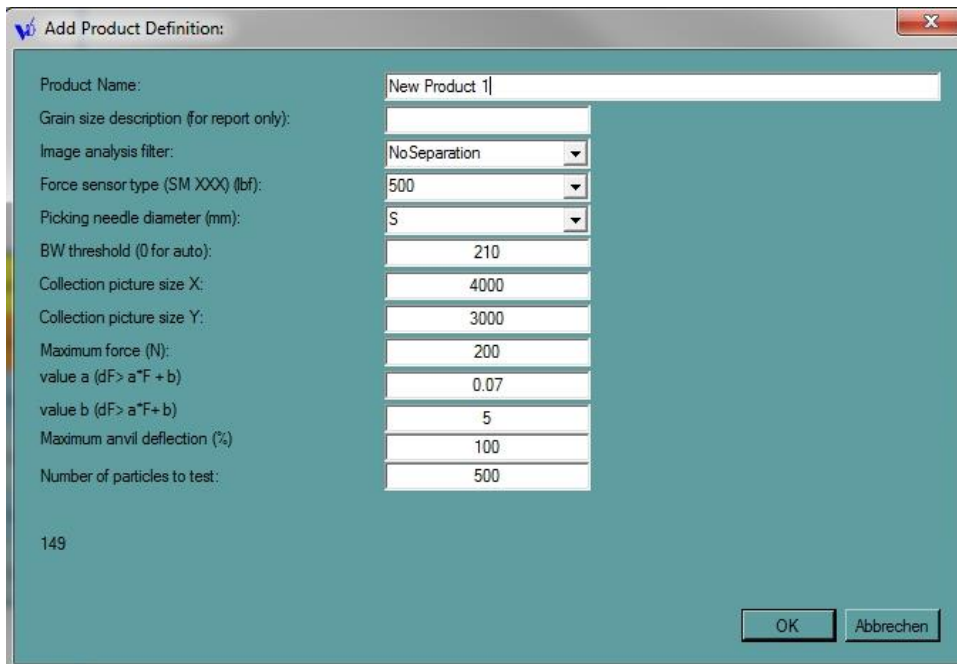 Add Product Definition:
Product Name: New Product 1
Grain size description (for report only):
Image analysis filter: NoSeparation
Force sensor type (SM XXX) (lbf): 500
Picking needle diameter (mm): S
BW threshold (0 for auto): 210
Collection picture size X: 4000
Collection picture size Y: 3000
Maximum force (N): 200
value a (dF> a*F + b) 0.07
value b (dF> a*F+ b) 5
Maximum anvil deflection (%) 100
Number of particles to test: 500
149
OK Abbrechen